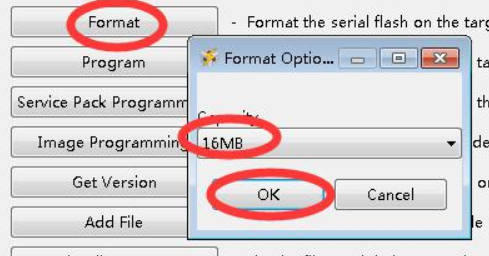 Format - Format the serial flash on the targ
Format Optio...
Program
Capacity
Service Pack Programm
16MB
Image Programming
Get Version
OK Cancel
Add File